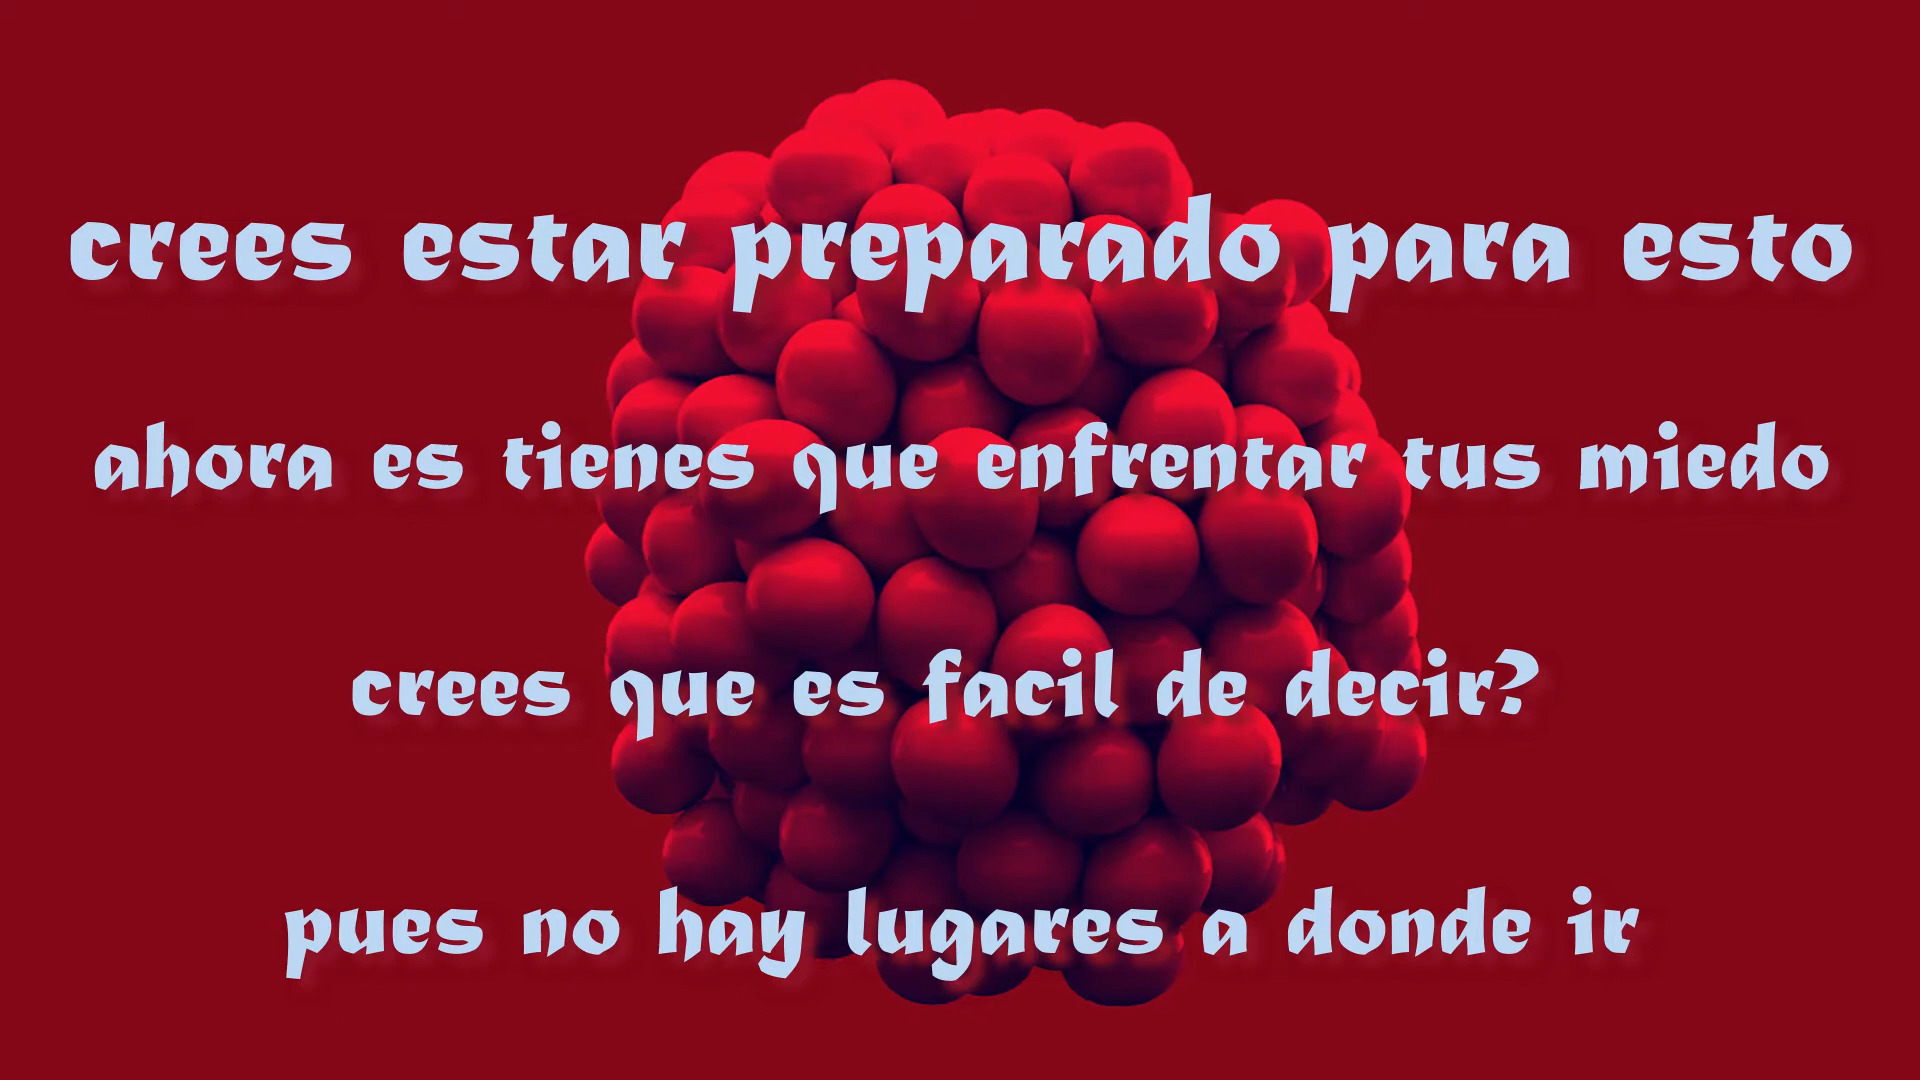 crees estar preparado para esto
ahora es tienes que enfrentar tus miedo
crees que es facil de decir?
pues no hay lugares a donde ir